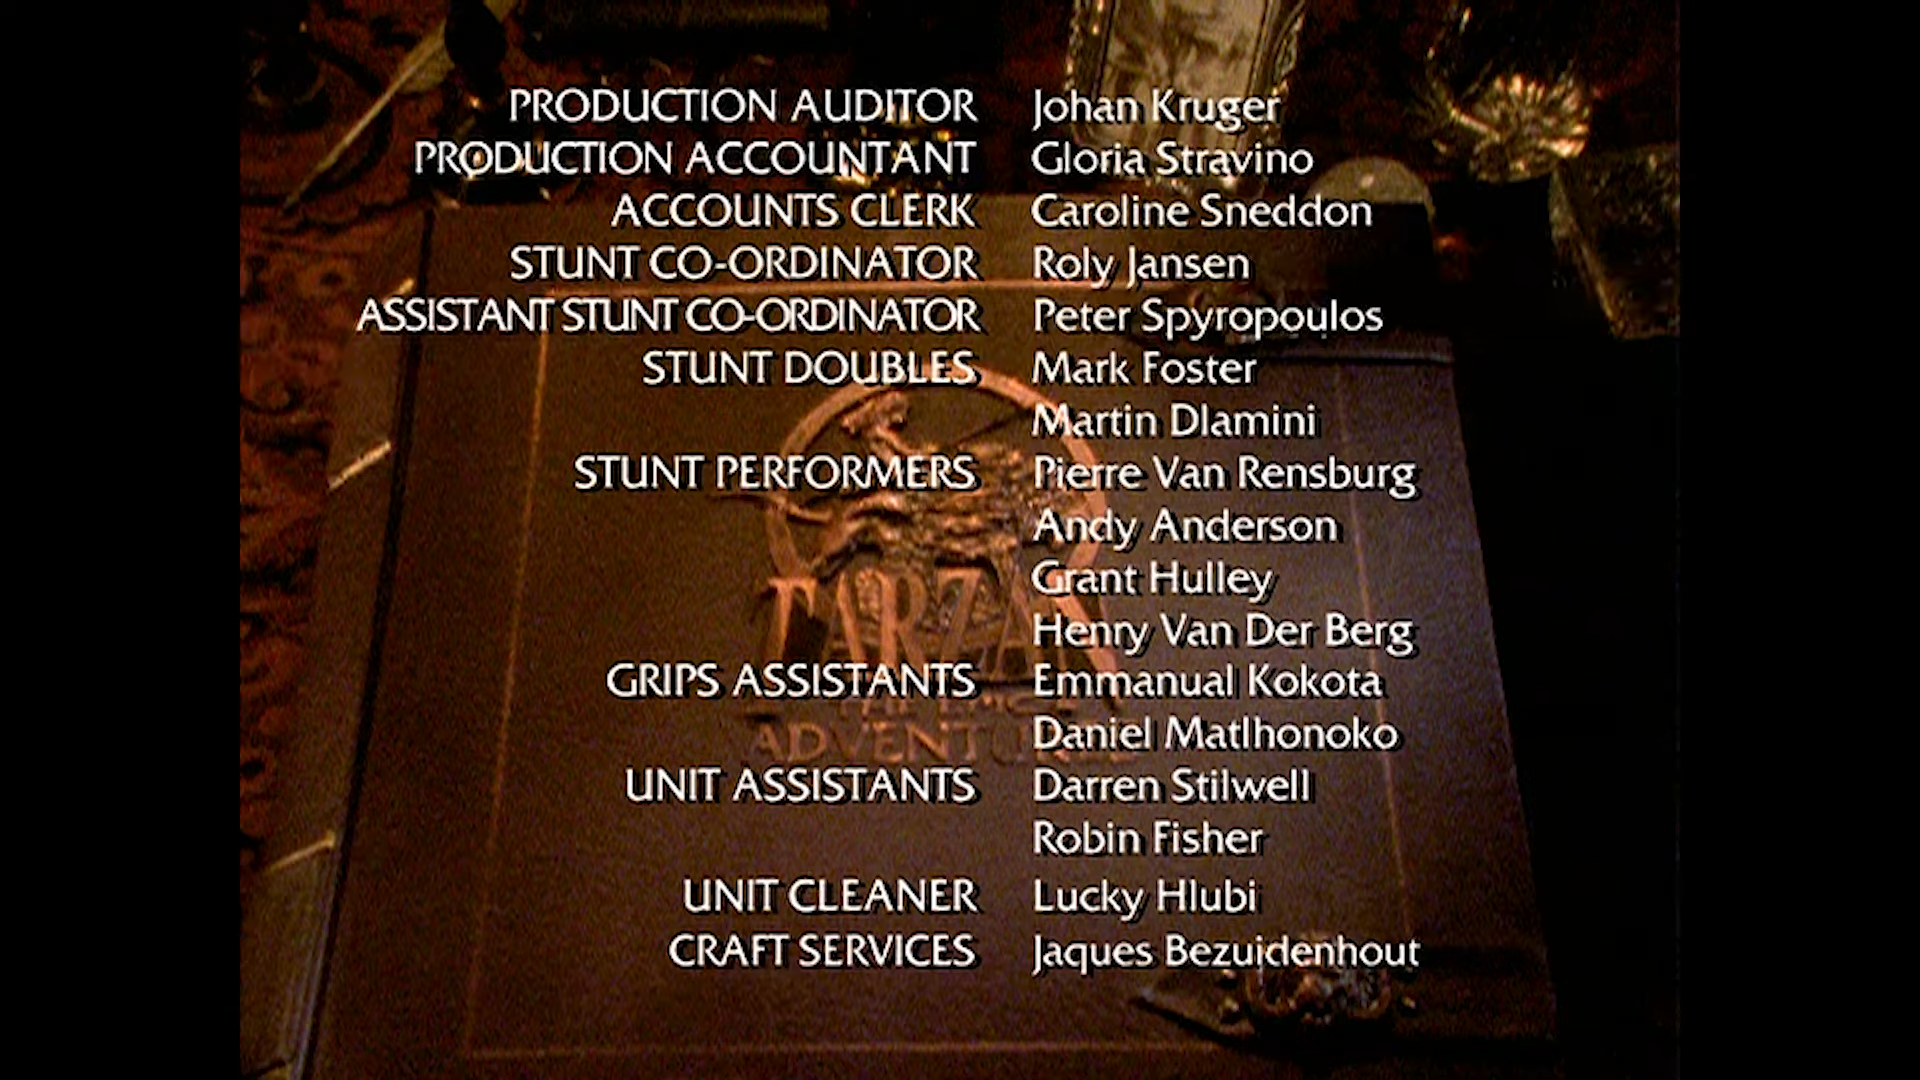 PRODUCTION AUDITOR Johan Kruger
PRODUCTION ACCOUNTANT Gloria Stravino
ACCOUNTS CLERK Caroline Sneddon
STUNT CO-ORDINATOR Roly Jansen
ASSISTANT STUNT CO-ORDINATOR Peter Spyropoulos
STUNT DOUBLES Mark Foster
Martin Dlamini
STUNT PERFORMERS Pierre Van Rensburg
Andy Anderson
Grant Hulley
Henry Van Der Berg
GRIPS ASSISTANTS Emmanual Kokota
Daniel Matlhonoko
UNIT ASSISTANTS Darren Stilwell
Robin Fisher
UNIT CLEANER Lucky Hlubi
CRAFT SERVICES Jaques Bezuidenhout
TARZAN
ADVENTURES